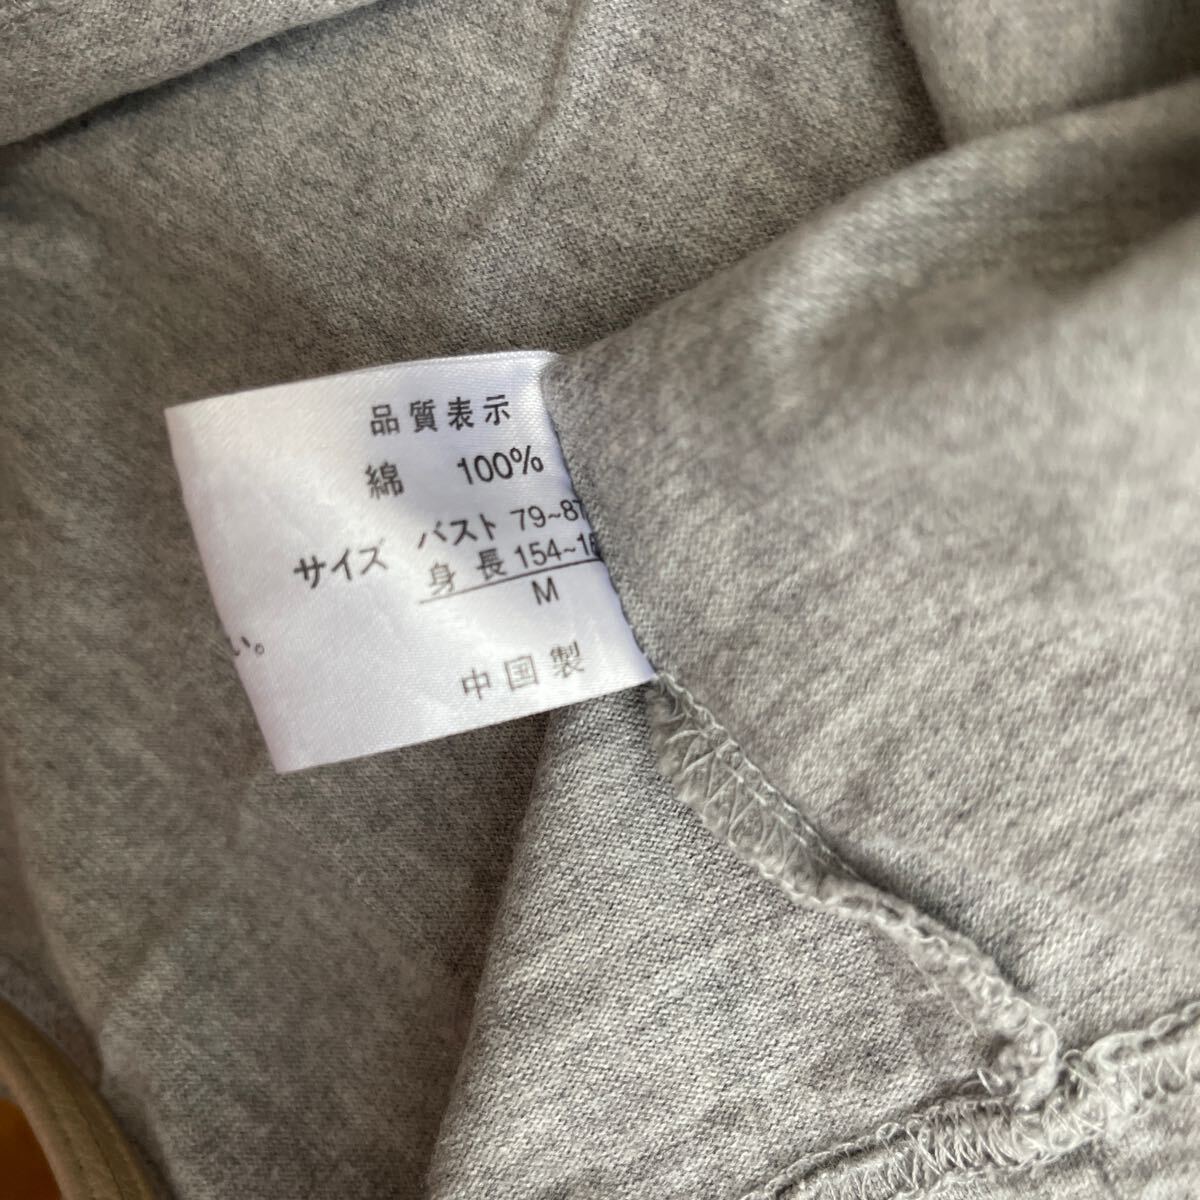 品質表示
綿 100%
バスト 79~87
サイズ 身長 154~16
M
中国製
い。